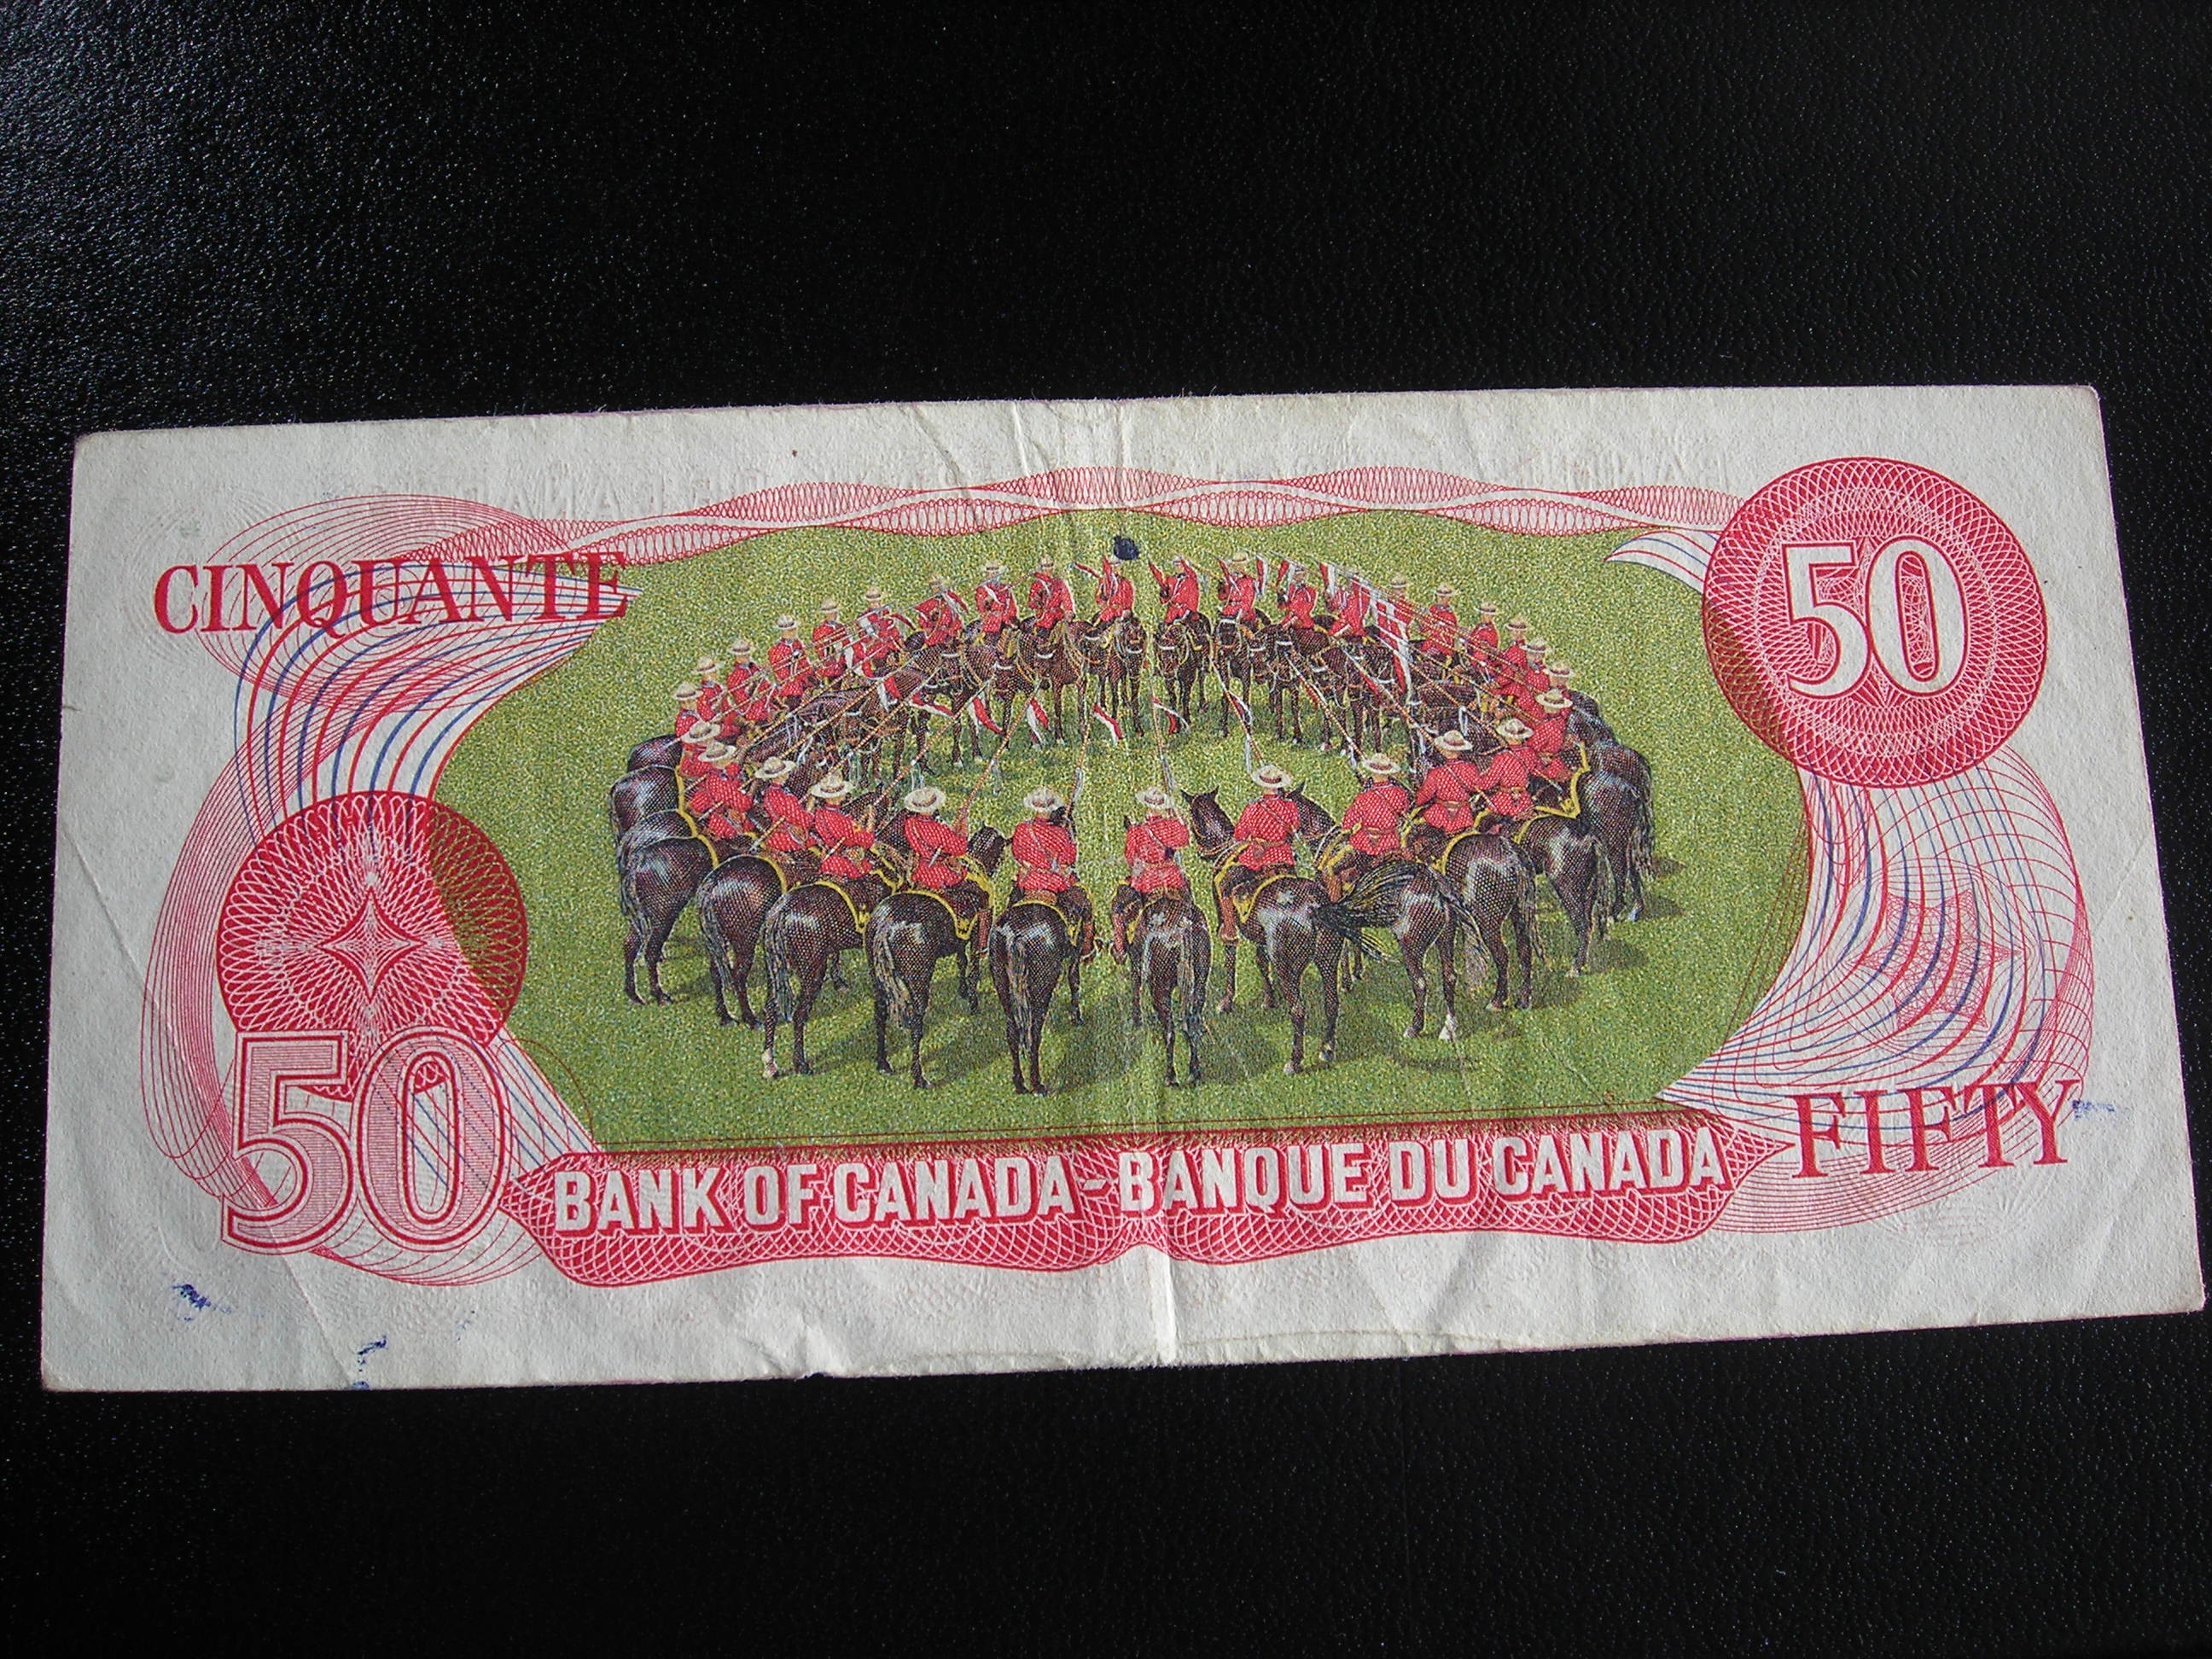 CINQUANTE
50
50
FIFTY
BANK OF CANADA - BANQUE DU CANADA